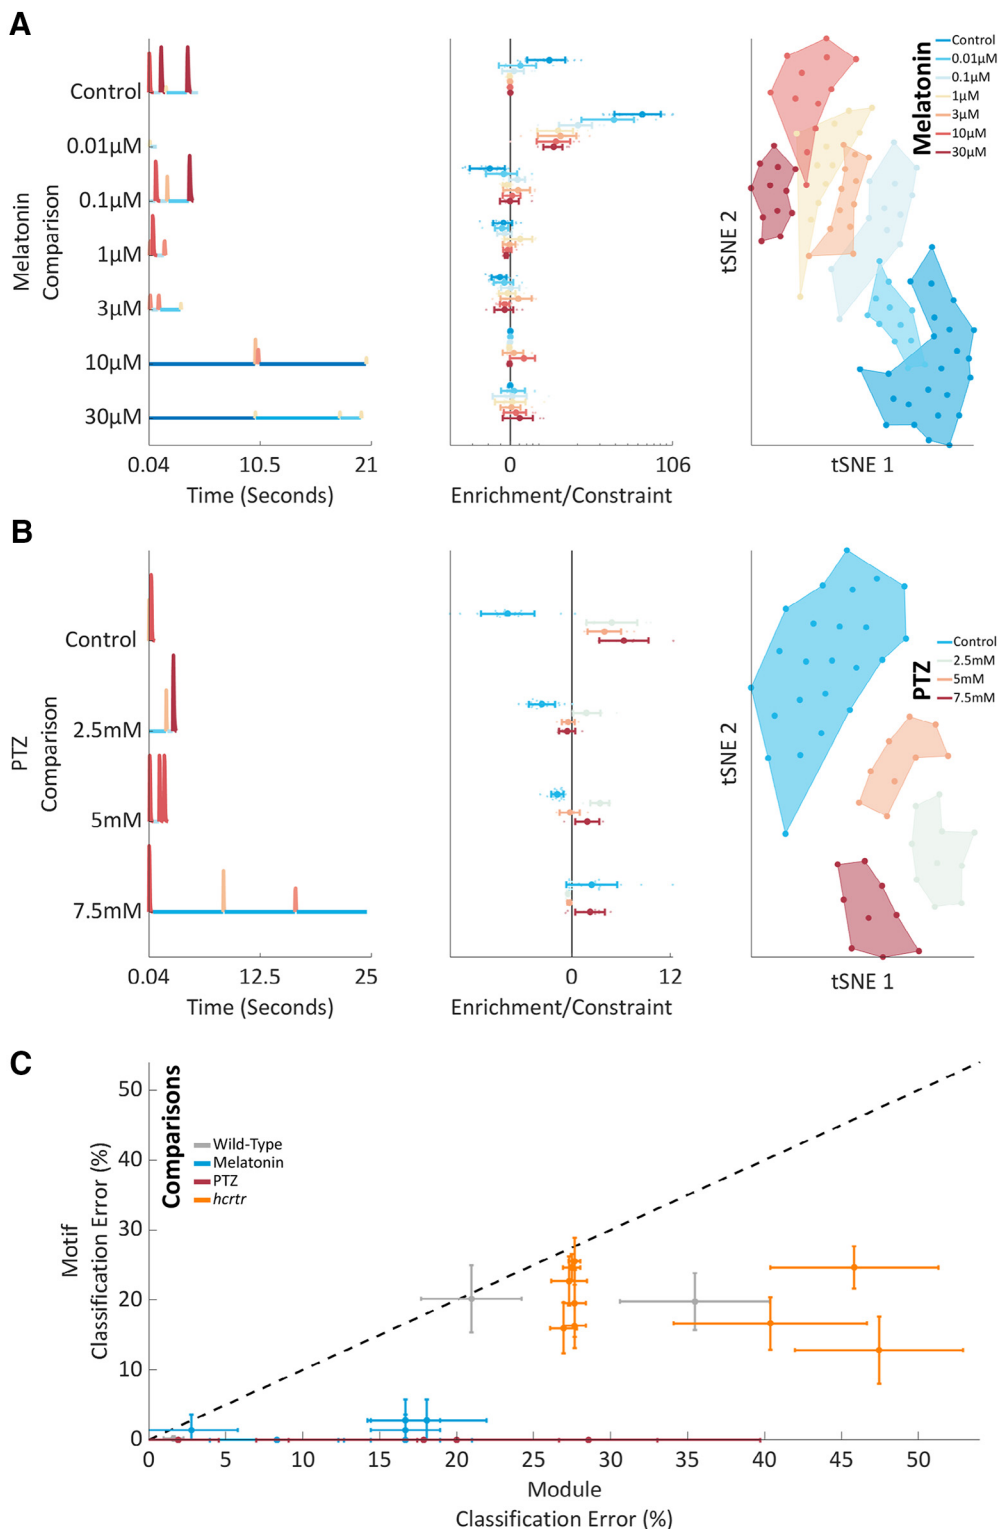 A
Melatonin
Comparison
Control
0.01µM
0.1µM
1µM
3µM
10µM
30µM
0.04 10.5 21
Time (Seconds)
0 106
Enrichment/Constraint
tSNE 2
tSNE 1
Melatonin
Control
0.01µM
0.1µM
1µM
3µM
10µM
30µM
B
PTZ
Comparison
Control
2.5mM
5mM
7.5mM
0.04 12.5 25
Time (Seconds)
0 12
Enrichment/Constraint
tSNE 2
tSNE 1
PTZ
Control
2.5mM
5mM
7.5mM
C
Motif
Classification Error (%)
50
40
30
20
10
0
Comparisons
Wild-Type
Melatonin
PTZ
hcrtr
0 5 10 15 20 25 30 35 40 45 50
Module
Classification Error (%)